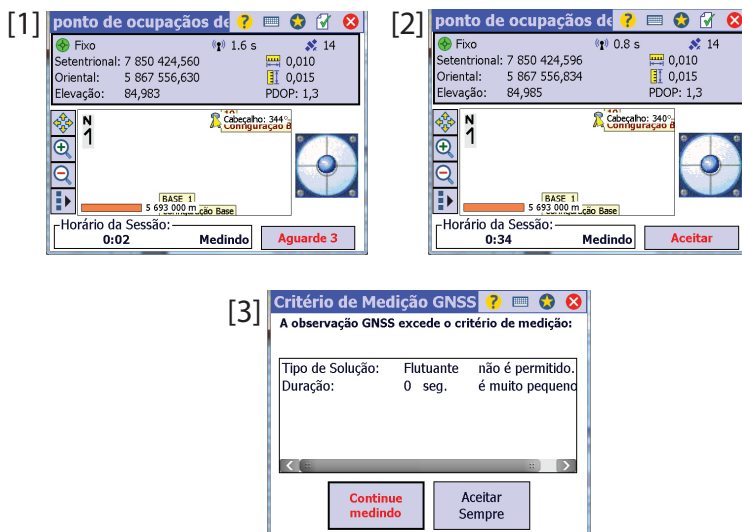 [1]
ponto de ocupaçãos de
Fixo 1.6 s 14
Setentrional: 7 850 424,560 0,010
Oriental: 5 867 556,630 0,015
Elevação: 84,983 PDOP: 1,3
N
1
Cabeçalho: 344°
Configuração B
BASE 1
5 693 000 m
Horário da Sessão:
0:02 Medindo
Aguarde 3
[2]
ponto de ocupaçãos de
Fixo 0.8 s 14
Setentrional: 7 850 424,596 0,010
Oriental: 5 867 556,834 0,015
Elevação: 84,985 PDOP: 1,3
N
1
Cabeçalho: 340°
Configuração B
BASE 1
5 693 000 m
Base
Horário da Sessão:
0:34 Medindo
Aceitar
[3]
Critério de Medição GNSS
A observação GNSS excede o critério de medição:
Tipo de Solução: Flutuante não é permitido.
Duração: 0 seg. é muito pequeno
Continue
medindo
Aceitar
Sempre